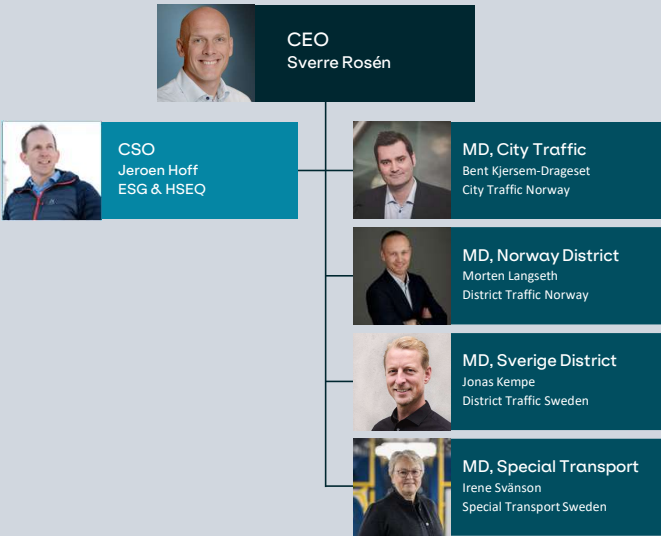 CEO
Sverre Rosén
CSO
Jeroen Hoff
ESG & HSEQ
MD, City Traffic
Bent Kjersem-Drageset
City Traffic Norway
MD, Norway District
Morten Langseth
District Traffic Norway
MD, Sverige District
Jonas Kempe
District Traffic Sweden
MD, Special Transport
Irene Svänson
Special Transport Sweden